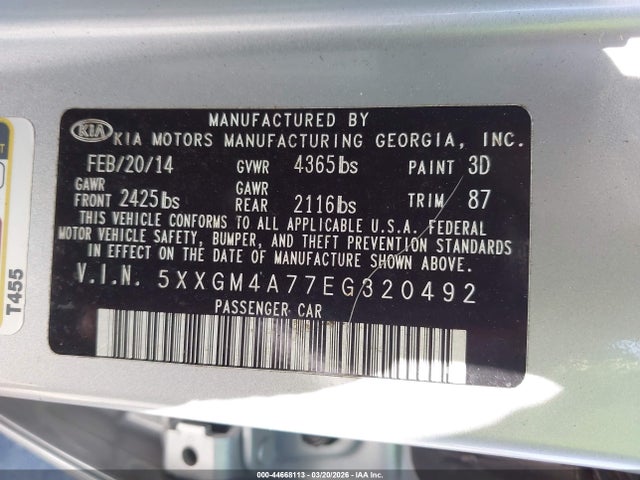 MANUFACTURED BY
KIA KIA MOTORS MANUFACTURING GEORGIA, INC.
FEB/20/14 GVWR 4365lbs PAINT 3D
GAWR FRONT 2425lbs GAWR REAR 2116lbs TRIM 87
THIS VEHICLE CONFORMS TO ALL APPLICABLE U.S.A. FEDERAL
MOTOR VEHICLE SAFETY, BUMPER, AND THEFT PREVENTION STANDARDS
IN EFFECT ON THE DATE OF MANUFACTURE SHOWN ABOVE.
V.I.N. 5XXGM4A77EG320492
PASSENGER CAR
T455
000-44668113 - 03/20/2026 - IAA Inc.